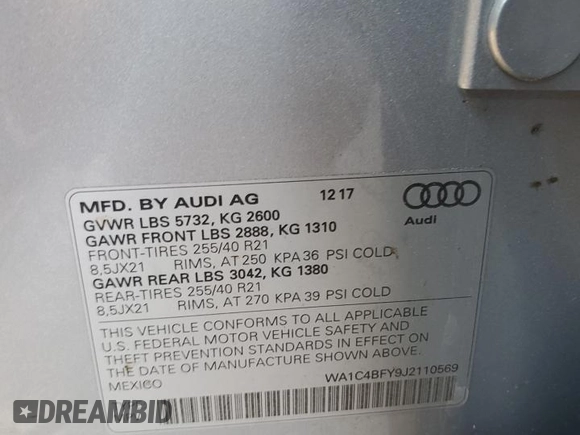 MFD. BY AUDI AG 12 17
GVWR LBS 5732, KG 2600
GAWR FRONT LBS 2888, KG 1310
FRONT-TIRES 255/40 R21
8,5JX21 RIMS, AT 250 KPA 36 PSI COLD
GAWR REAR LBS 3042, KG 1380
REAR-TIRES 255/40 R21
8,5JX21 RIMS, AT 270 KPA 39 PSI COLD
Audi
THIS VEHICLE CONFORMS TO ALL APPLICABLE
U.S. FEDERAL MOTOR VEHICLE SAFETY AND
THEFT PREVENTION STANDARDS IN EFFECT ON
THE DATE OF MANUFACTURE SHOWN ABOVE.
MEXICO WA1C4BFY9J2110569
DREAMBID